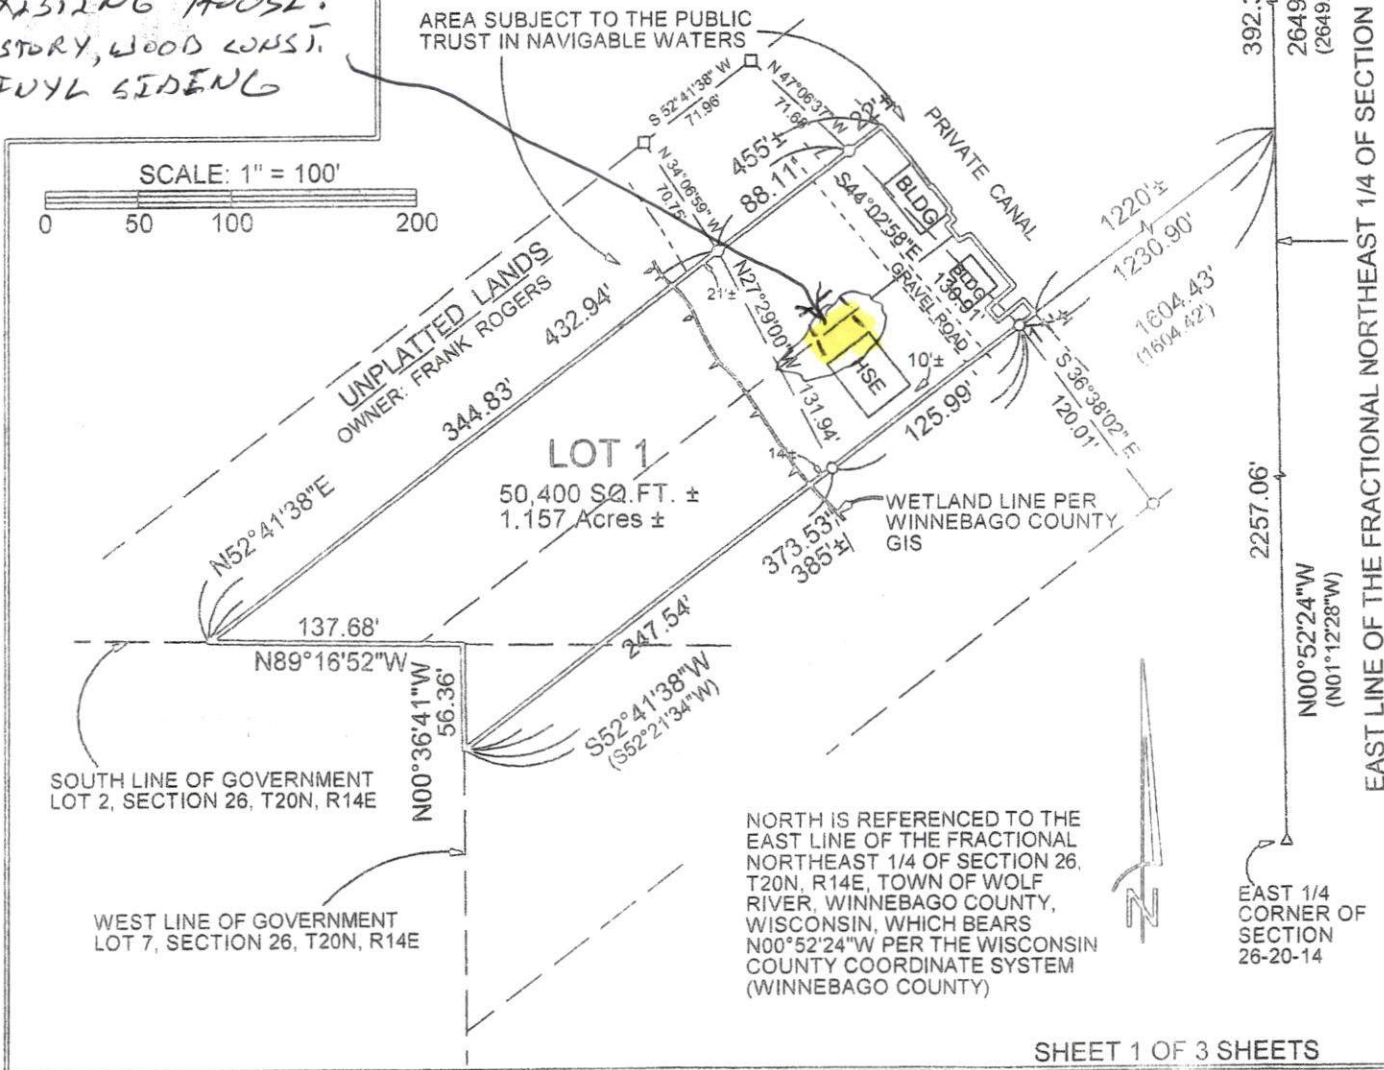 HOUSE.
STORY, WOOD CONST.
SIDING
AREA SUBJECT TO THE PUBLIC
TRUST IN NAVIGABLE WATERS
SCALE: 1" = 100'
0 50 100 200
S 52°41'38" W
71.96'
N 47°06'37" W
N 34°06'59" W
70.75'
455'±
88.11'
22'±
PRIVATE CANAL
BLDG
S44°02'58"E
130.91'
BLDG
GRAVEL ROAD
21'±
N27°29'00"W
131.94'
HSE
10'±
125.99'
1220'±
1230.90'
1604.43'
(1604.42')
S 36°38'02" E
120.01'
UNPLATTED LANDS
OWNER: FRANK ROGERS
432.94'
344.83'
N52°41'38"E
LOT 1
50,400 SQ.FT. ±
1.157 Acres ±
WETLAND LINE PER
WINNEBAGO COUNTY
GIS
373.53'
385'±
247.54'
S52°41'38"W
(S52°21'34"W)
137.68'
N89°16'52"W
N00°36'41"W
56.36'
SOUTH LINE OF GOVERNMENT
LOT 2, SECTION 26, T20N, R14E
WEST LINE OF GOVERNMENT
LOT 7, SECTION 26, T20N, R14E
NORTH IS REFERENCED TO THE
EAST LINE OF THE FRACTIONAL
NORTHEAST 1/4 OF SECTION 26,
T20N, R14E, TOWN OF WOLF
RIVER, WINNEBAGO COUNTY,
WISCONSIN, WHICH BEARS
N00°52'24"W PER THE WISCONSIN
COUNTY COORDINATE SYSTEM
(WINNEBAGO COUNTY)
N
2257.06'
N00°52'24"W
(N01°12'28"W)
EAST LINE OF THE FRACTIONAL NORTHEAST 1/4 OF SECTION
EAST 1/4
CORNER OF
SECTION
26-20-14
SHEET 1 OF 3 SHEETS